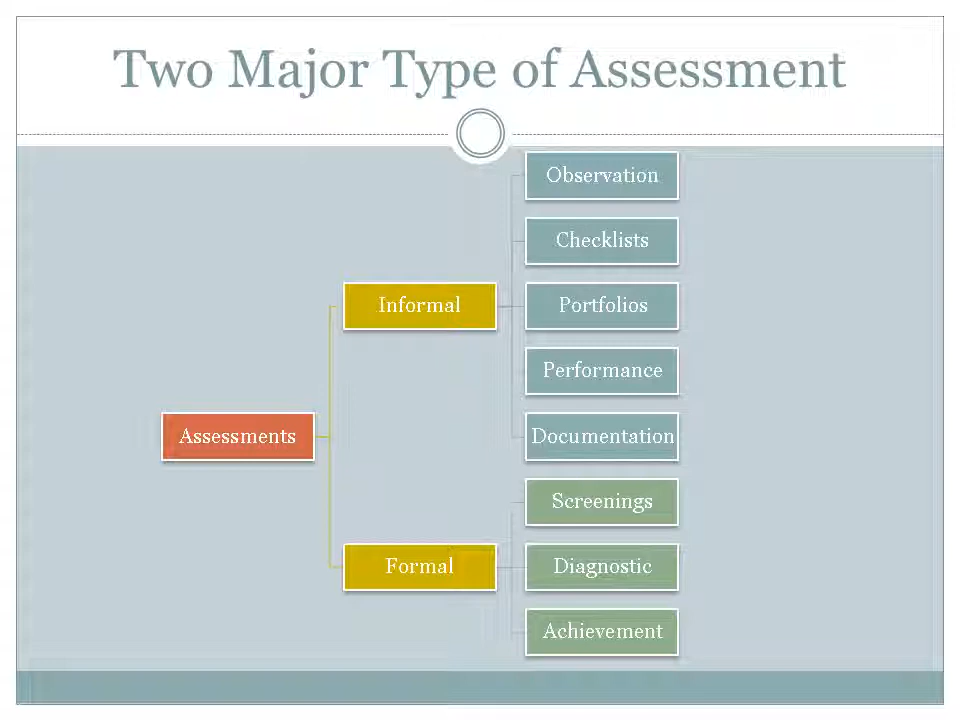 Two Major Type of Assessment
Observation
Checklists
Informal
Portfolios
Performance
Assessments
Documentation
Screenings
Formal
Diagnostic
Achievement